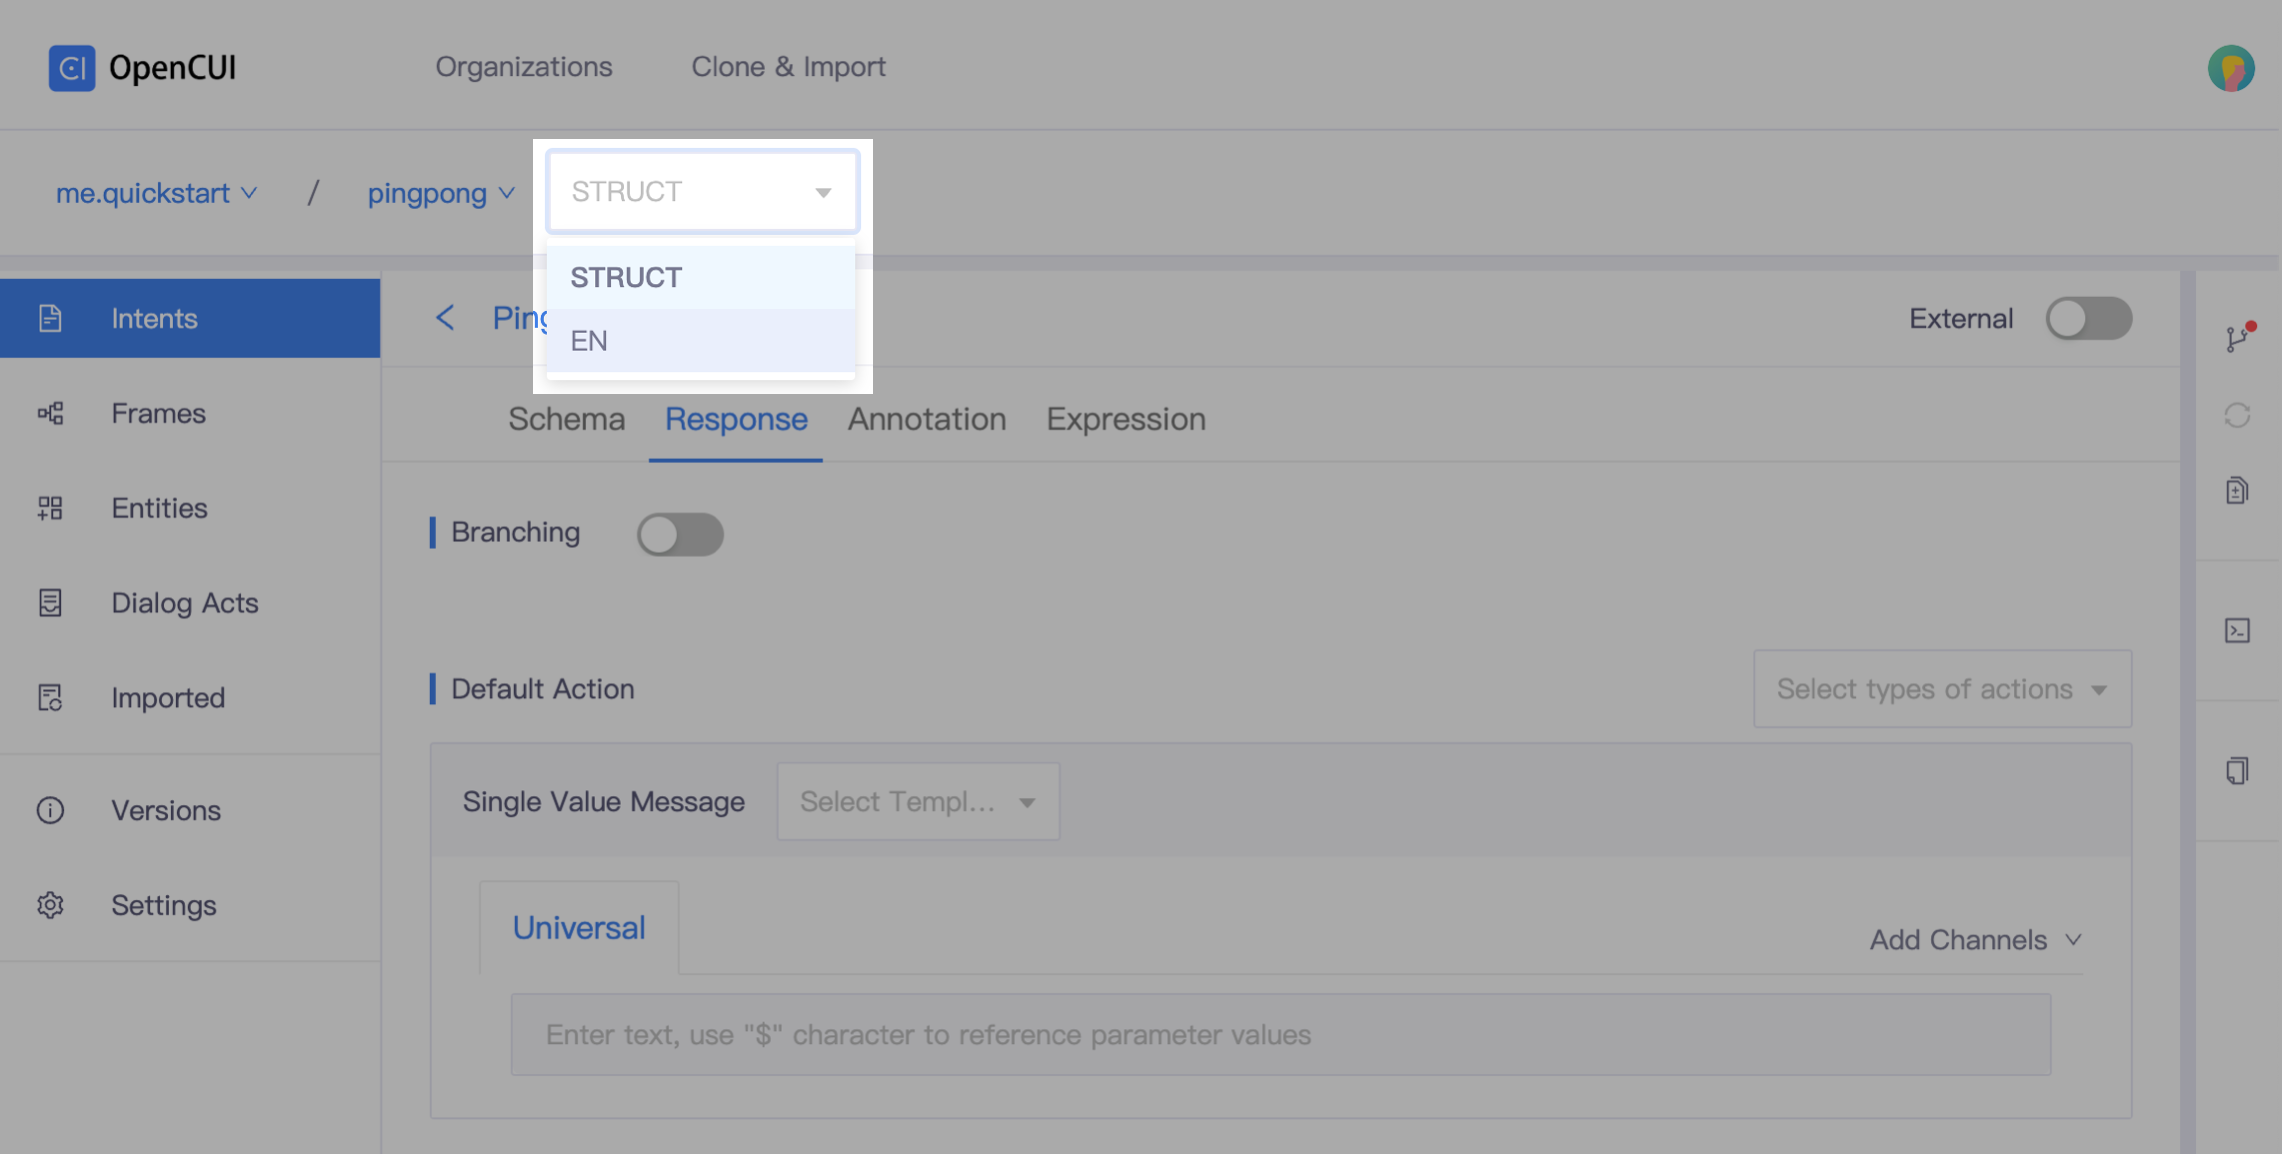 CI OpenCUI
Organizations
Clone & Import
me.quickstart
/
pingpong
STRUCT
STRUCT
EN
Intents
Frames
Entities
Dialog Acts
Imported
Versions
Settings
Ping
External
Schema
Response
Annotation
Expression
Branching
Default Action
Select types of actions
Single Value Message
Select Templ...
Universal
Add Channels
Enter text, use "$" character to reference parameter values